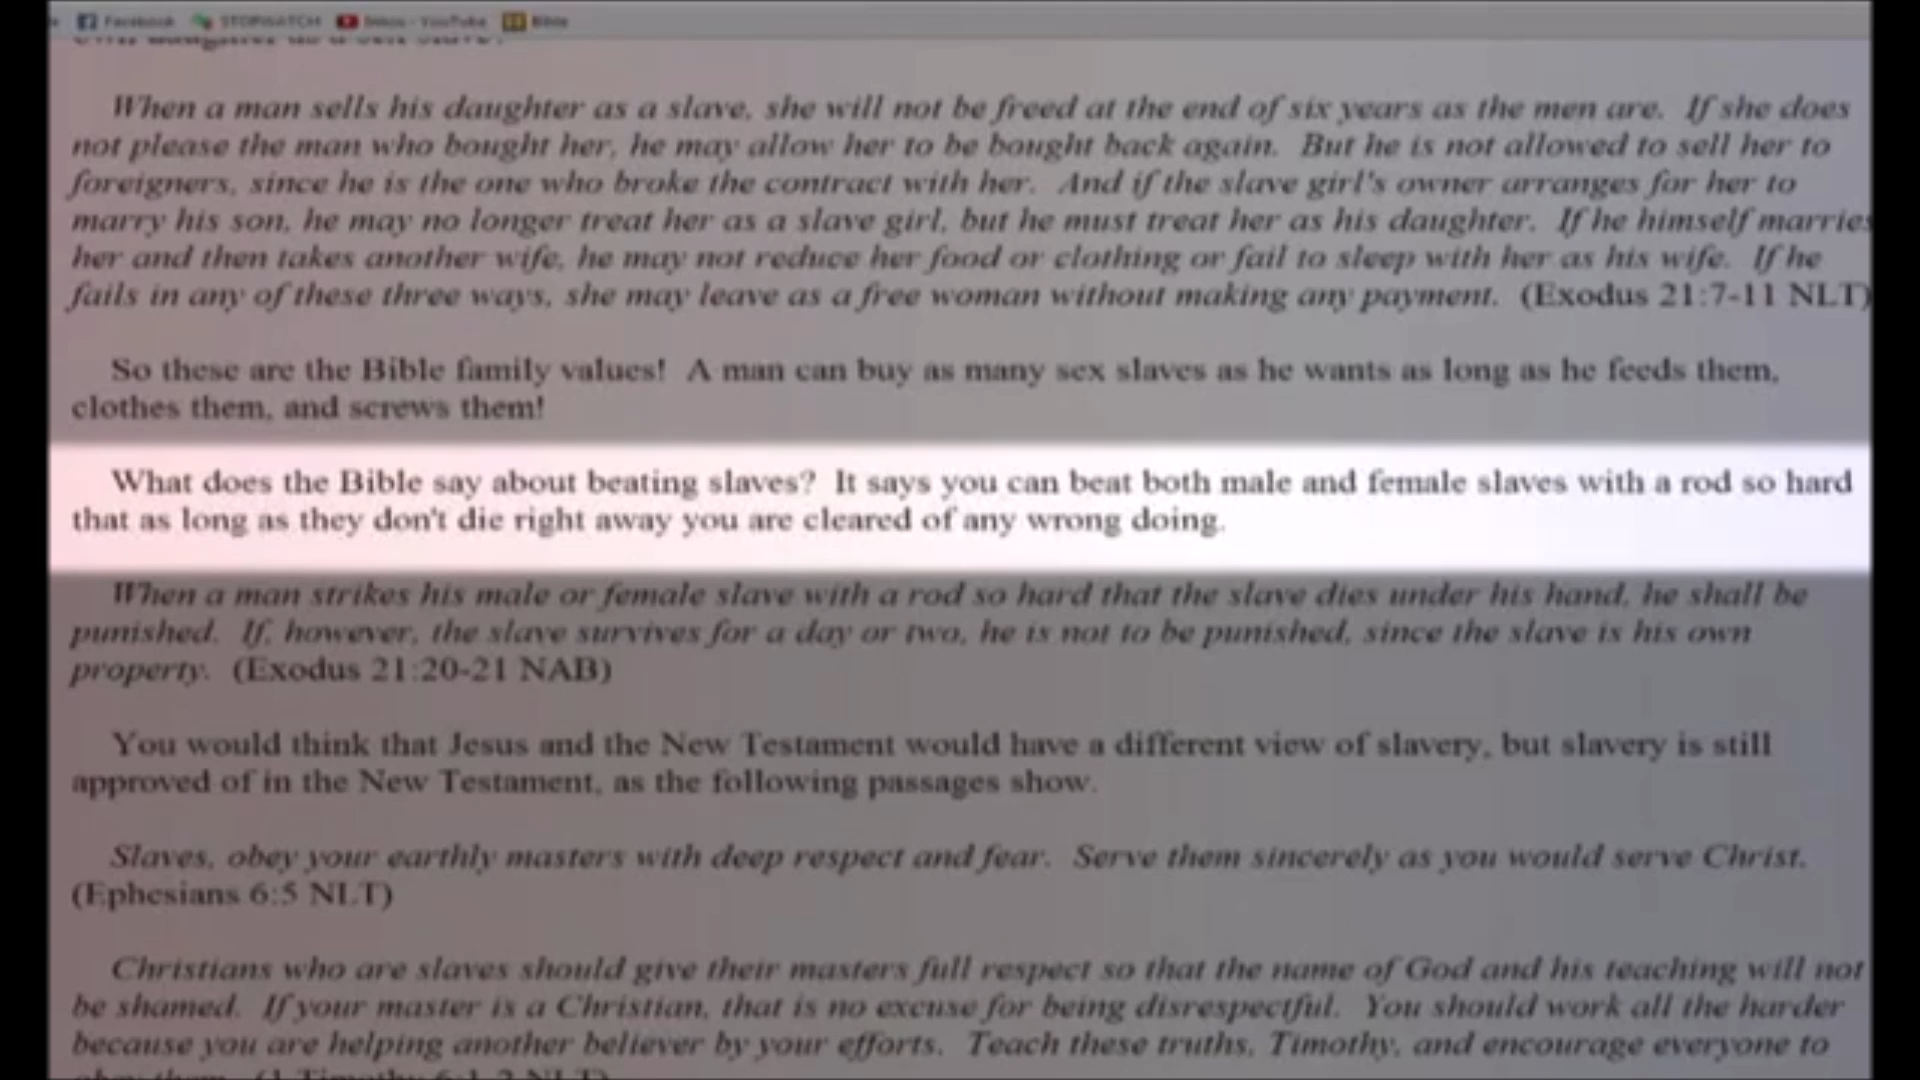 Facebook STOPWATCH Inbox - YouTube Bible
When a man sells his daughter as a slave, she will not be freed at the end of six years as the men are. If she does
not please the man who bought her, he may allow her to be bought back again. But he is not allowed to sell her to
foreigners, since he is the one who broke the contract with her. And if the slave girl's owner arranges for her to
marry his son, he may no longer treat her as a slave girl, but he must treat her as his daughter. If he himself marries
her and then takes another wife, he may not reduce her food or clothing or fail to sleep with her as his wife. If he
fails in any of these three ways, she may leave as a free woman without making any payment. (Exodus 21:7-11 NLT)
So these are the Bible family values! A man can buy as many sex slaves as he wants as long as he feeds them,
clothes them, and screws them!
What does the Bible say about beating slaves? It says you can beat both male and female slaves with a rod so hard
that as long as they don't die right away you are cleared of any wrong doing.
When a man strikes his male or female slave with a rod so hard that the slave dies under his hand, he shall be
punished. If, however, the slave survives for a day or two, he is not to be punished, since the slave is his own
property. (Exodus 21:20-21 NAB)
You would think that Jesus and the New Testament would have a different view of slavery, but slavery is still
approved of in the New Testament, as the following passages show.
Slaves, obey your earthly masters with deep respect and fear. Serve them sincerely as you would serve Christ.
(Ephesians 6:5 NLT)
Christians who are slaves should give their masters full respect so that the name of God and his teaching will not
be shamed. If your master is a Christian, that is no excuse for being disrespectful. You should work all the harder
because you are helping another believer by your efforts. Teach these truths, Timothy, and encourage everyone to